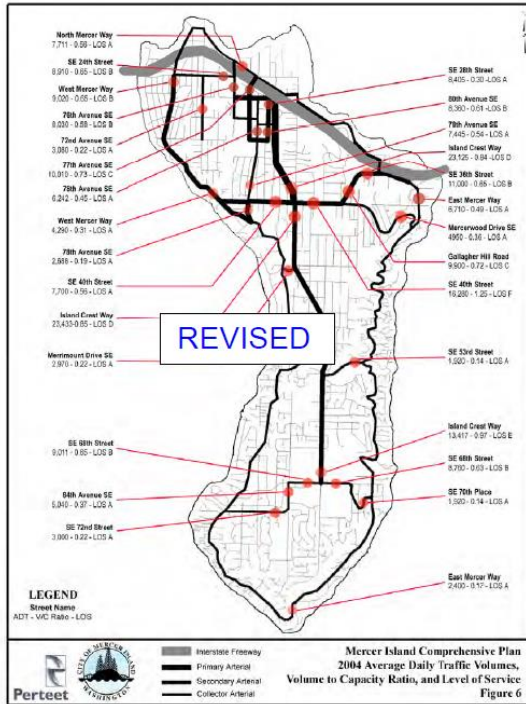 North Mercer Way
7,711 - 0.56 - LOS A
SE 24th Street
8,910 - 0.65 - LOS B
West Mercer Way
9,020 - 0.65 - LOS B
76th Avenue SE
8,030 - 0.58 - LOS B
72nd Avenue SE
3,080 - 0.22 - LOS A
77th Avenue SE
10,010 - 0.73 - LOS C
78th Avenue SE
6,242 - 0.45 - LOS A
West Mercer Way
4,290 - 0.31 - LOS A
78th Avenue SE
2,688 - 0.19 - LOS A
SE 40th Street
7,700 - 0.56 - LOS A
Island Crest Way
23,433-0.85 - LOS D
Merrimount Drive SE
2,970 - 0.22 - LOS A
SE 68th Street
9,011 - 0.65 - LOS B
84th Avenue SE
5,040 - 0.37 - LOS A
SE 72nd Street
3,000 - 0.22 - LOS A
SE 28th Street
8,405 - 0.30 - LOS A
80th Avenue SE
8,360 - 0.61 - LOS B
79th Avenue SE
7,445 - 0.54 - LOS A
Island Crest Way
23,125 - 0.84 - LOS D
SE 36th Street
11,000 - 0.65 - LOS B
East Mercer Way
6,710 - 0.49 - LOS A
Mercerwood Drive SE
4950 - 0.36 - LOS A
Gallagher Hill Road
9,900 - 0.72 - LOS C
SE 40th Street
16,280 - 1.25 - LOS F
REVISED
SE 53rd Street
1,920 - 0.14 - LOS A
Island Crest Way
13,417 - 0.97 - LOS E
SE 68th Street
8,760 - 0.63 - LOS B
SE 70th Place
1,920 - 0.14 - LOS A
East Mercer Way
2,400 - 0.17 - LOS A
LEGEND
Street Name
ADT - V/C Ratio - LOS
Perteet
CITY OF MERCER ISLAND
WASHINGTON
Interstate Freeway
Primary Arterial
Secondary Arterial
Collector Arterial
Mercer Island Comprehensive Plan
2004 Average Daily Traffic Volumes,
Volume to Capacity Ratio, and Level of Service
Figure 6